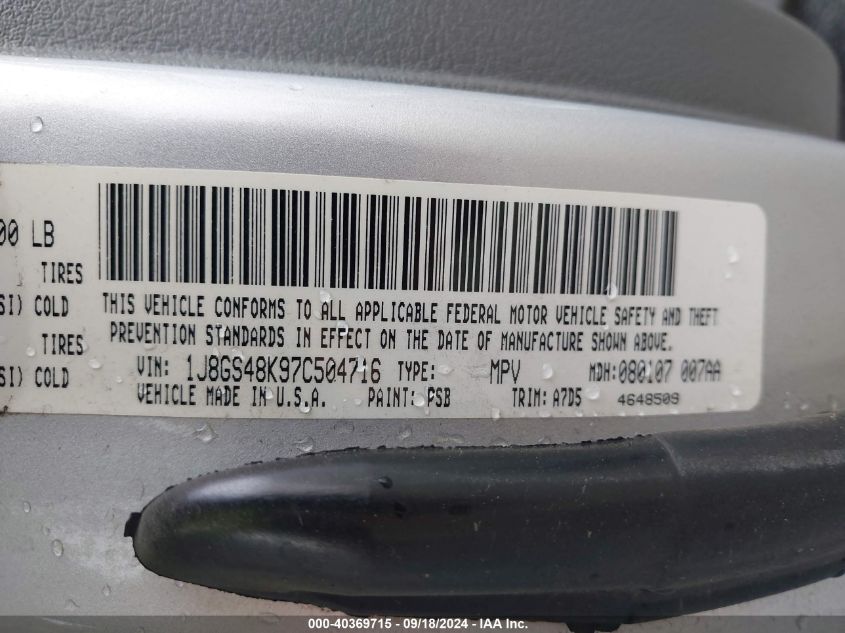 00 LB
TIRES
SI) COLD
TIRES
SI) COLD
THIS VEHICLE CONFORMS TO ALL APPLICABLE FEDERAL MOTOR VEHICLE SAFETY AND THEFT
PREVENTION STANDARDS IN EFFECT ON THE DATE OF MANUFACTURE SHOWN ABOVE.
VIN: 1J8GS48K97C504716 TYPE: MPV MDH:080107 007AA
VEHICLE MADE IN U.S.A. PAINT: PSB TRIM: A7D5 4648509
000-40369715 - 09/18/2024 - IAA Inc.